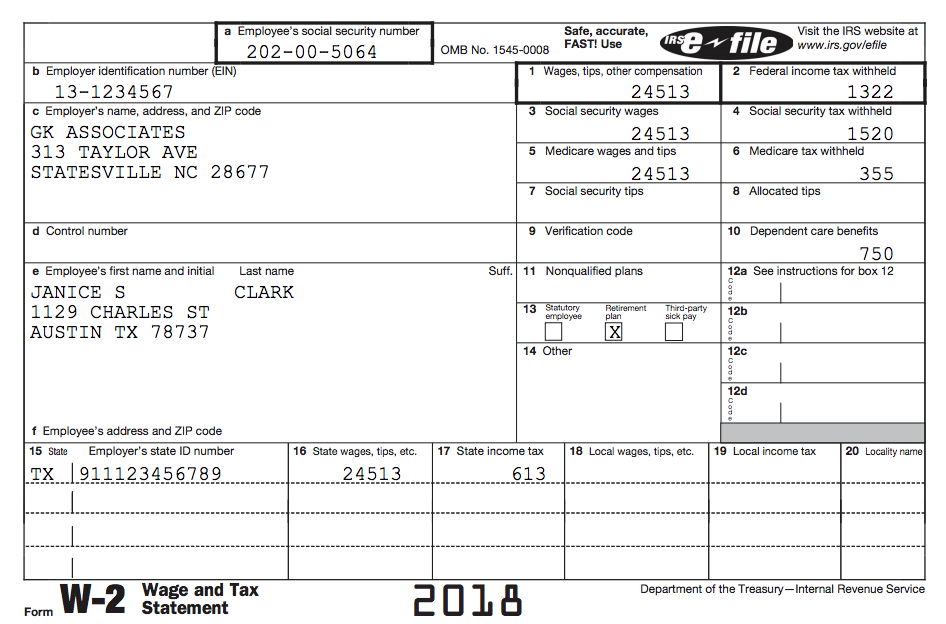 a Employee's social security number
202-00-5064
OMB No. 1545-0008
Safe, accurate,
FAST! Use
IRS e file
Visit the IRS website at
www.irs.gov/efile
b Employer identification number (EIN)
13-1234567
1 Wages, tips, other compensation
24513
2 Federal income tax withheld
1322
c Employer's name, address, and ZIP code
GK ASSOCIATES
313 TAYLOR AVE
STATESVILLE NC 28677
3 Social security wages
24513
4 Social security tax withheld
1520
5 Medicare wages and tips
24513
6 Medicare tax withheld
355
7 Social security tips
8 Allocated tips
d Control number
9 Verification code
10 Dependent care benefits
750
e Employee's first name and initial Last name Suff.
JANICE S CLARK
1129 CHARLES ST
AUSTIN TX 78737
11 Nonqualified plans
12a See instructions for box 12
Code
13 Statutory employee Retirement plan Third-party sick pay
X
12b
Code
14 Other
12c
Code
12d
Code
f Employee's address and ZIP code
15 State Employer's state ID number
TX 911123456789
16 State wages, tips, etc.
24513
17 State income tax
613
18 Local wages, tips, etc.
19 Local income tax
20 Locality name
Form W-2 Wage and Tax
Statement
2018
Department of the Treasury—Internal Revenue Service